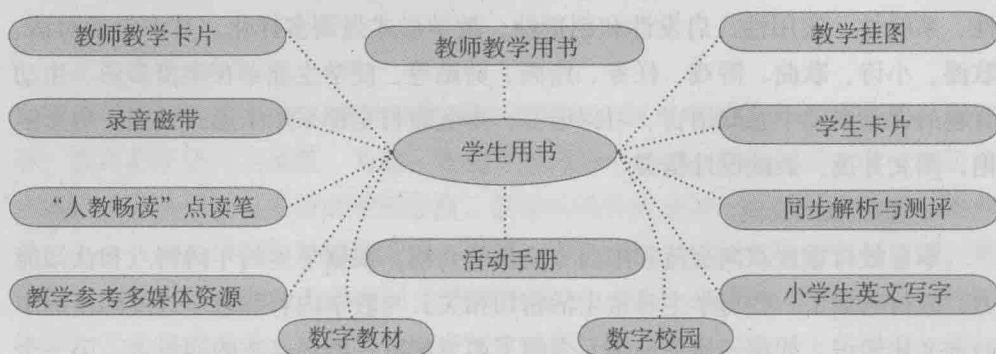 教师教学卡片
教师教学用书
教学挂图
录音磁带
学生用书
学生卡片
“人教畅读”点读笔
同步解析与测评
活动手册
教学参考多媒体资源
小学生英文写字
数字教材
数字校园